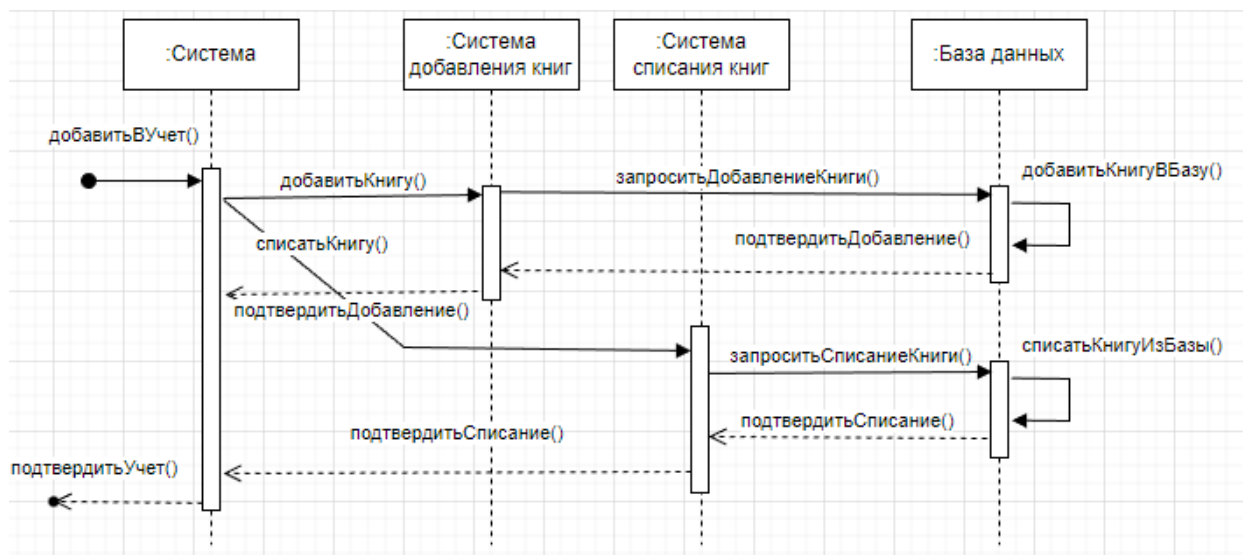 :Система
:Система
добавления книг
:Система
списания книг
:База данных
добавитьВУчет()
добавитьКнигу()
запроситьДобавлениеКниги()
добавитьКнигуВБазу()
списатьКнигу()
подтвердитьДобавление()
подтвердитьДобавление()
запроситьСписаниеКниги()
списатьКнигуИзБазы()
подтвердитьСписание()
подтвердитьСписание()
подтвердитьУчет()